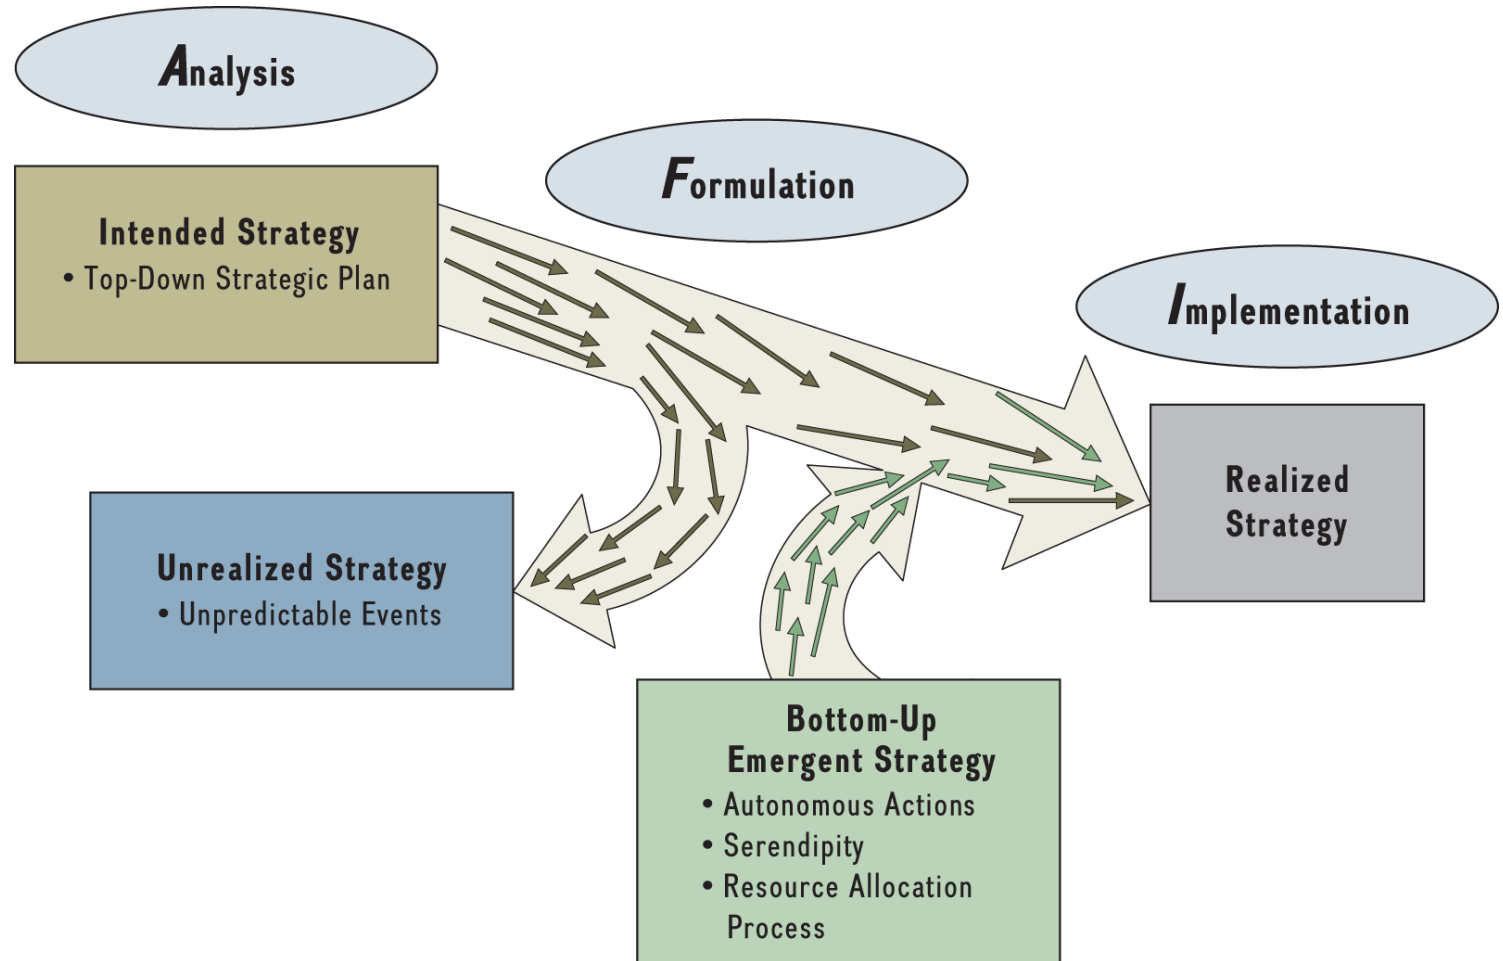 Analysis
Formulation
Intended Strategy
• Top-Down Strategic Plan
Implementation
Realized
Strategy
Unrealized Strategy
• Unpredictable Events
Bottom-Up
Emergent Strategy
• Autonomous Actions
• Serendipity
• Resource Allocation
Process